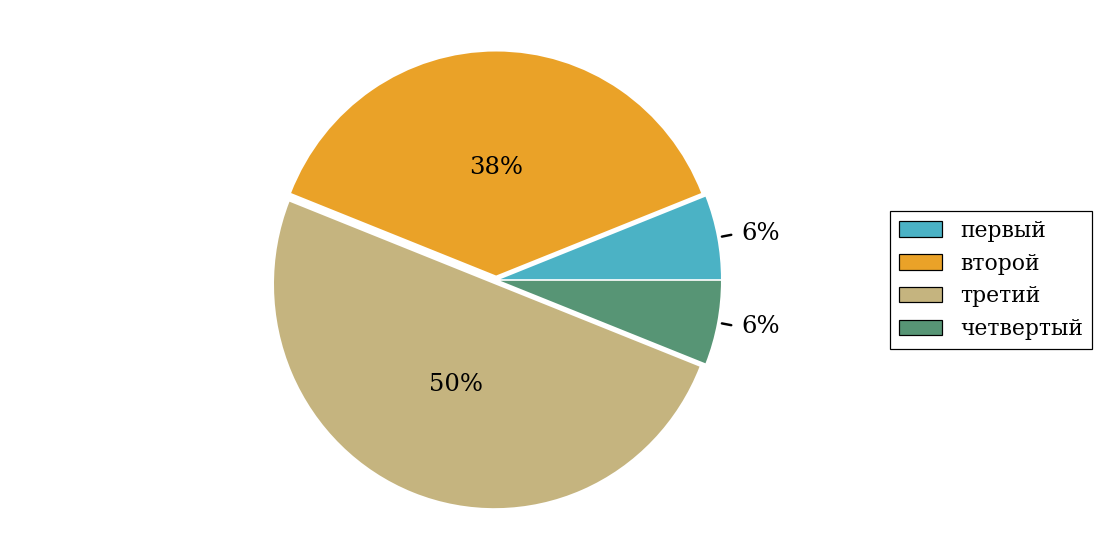 38%
6%
6%
50%
первый
второй
третий
четвертый